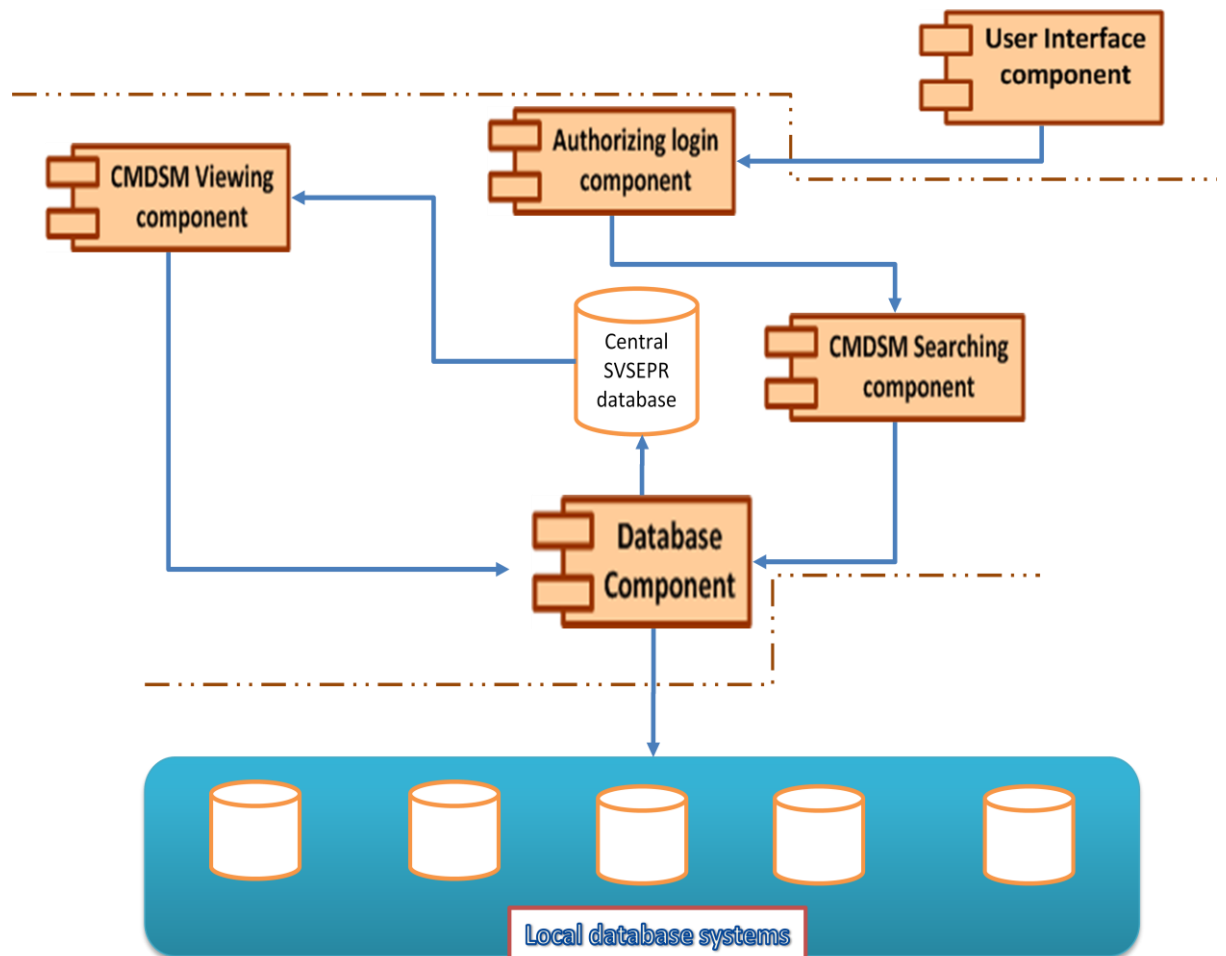 User Interface
component
Authorizing login
component
CMDSM Viewing
component
Central
SVSEPR
database
CMDSM Searching
component
Database
Component
Local database systems